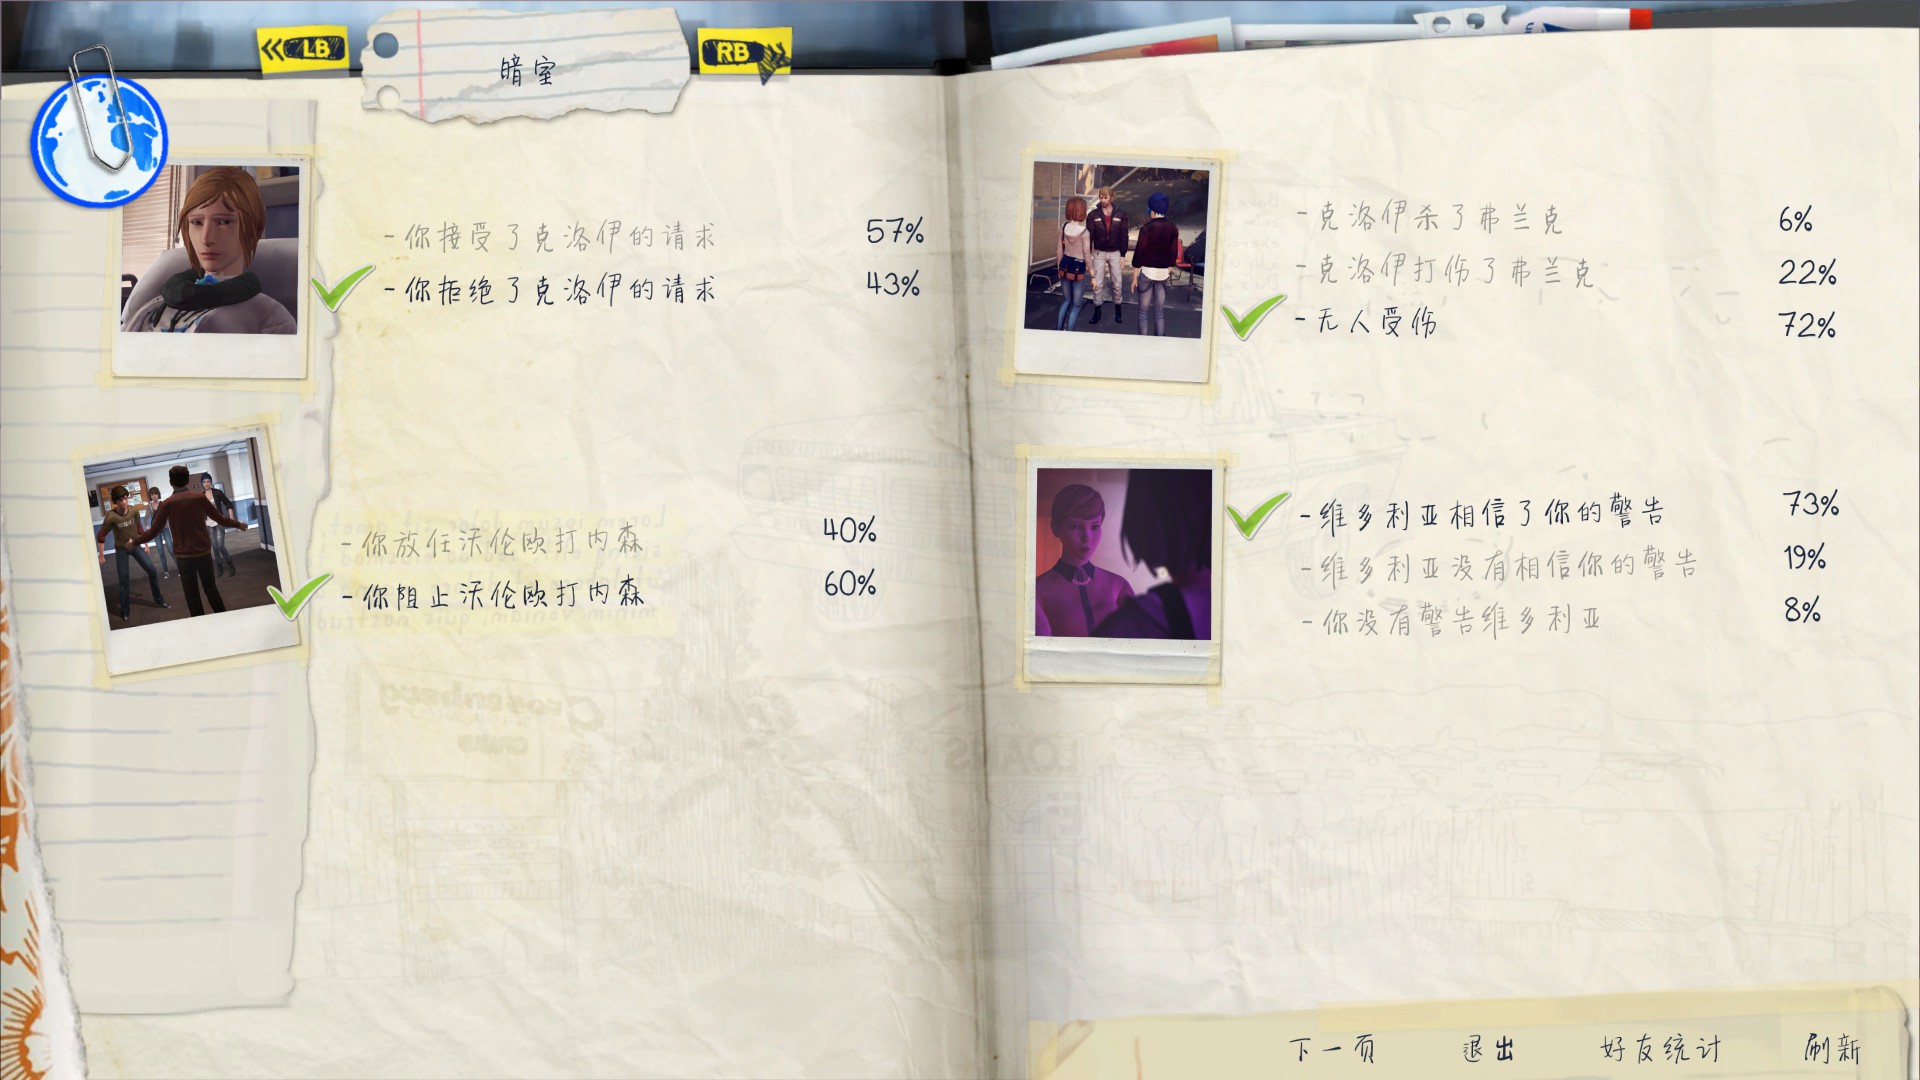 LB
暗室
RB
-你接受了克洛伊的请求 57%
-你拒绝了克洛伊的请求 43%
-你放任沃伦欧打内森 40%
-你阻止沃伦欧打内森 60%
-克洛伊杀了弗兰克 6%
-克洛伊打伤了弗兰克 22%
-无人受伤 72%
-维多利亚相信了你的警告 73%
-维多利亚没有相信你的警告 19%
-你没有警告维多利亚 8%
下一页 退出 好友统计 刷新